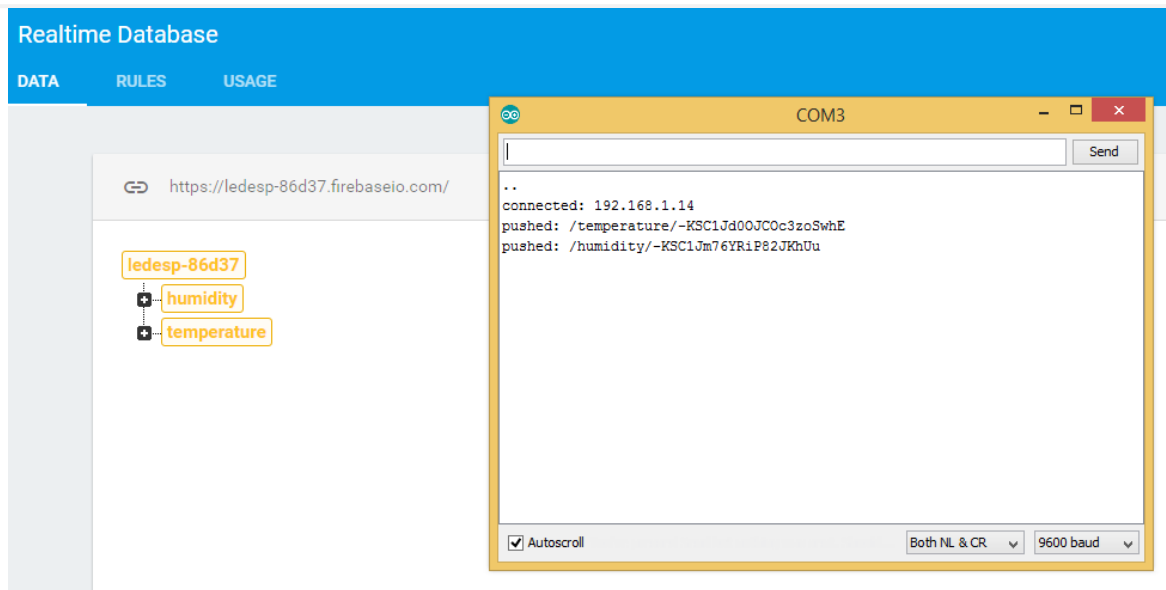 Realtime Database
DATA RULES USAGE
https://ledesp-86d37.firebaseio.com/
ledesp-86d37
humidity
temperature
COM3
Send
..
connected: 192.168.1.14
pushed: /temperature/-KSC1Jd0OJCOc3zoSwhE
pushed: /humidity/-KSC1Jm76YRiP82JKhUu
Autoscroll
Both NL & CR
9600 baud